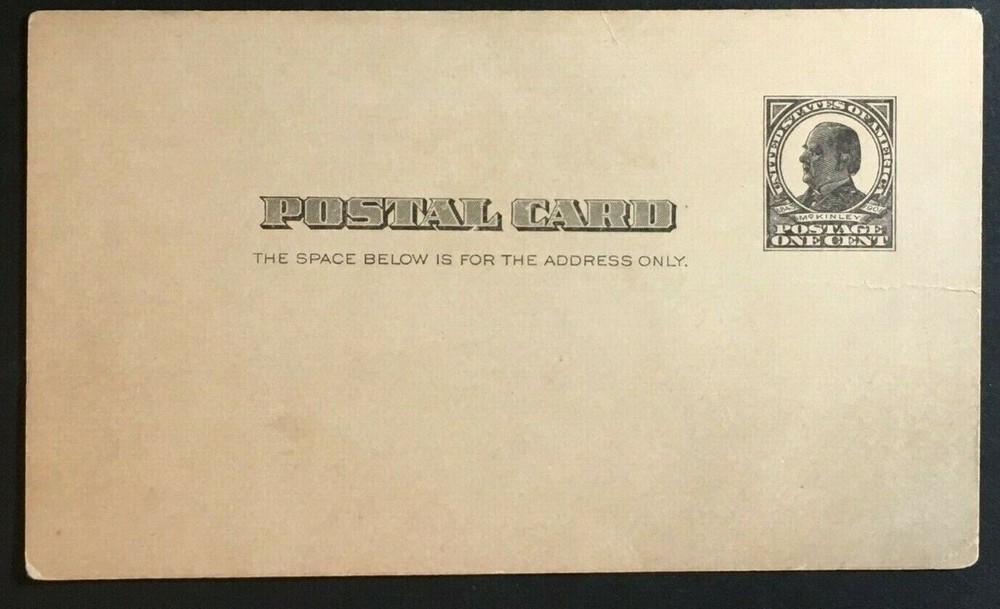 POSTAL CARD
THE SPACE BELOW IS FOR THE ADDRESS ONLY.
UNITED STATES OF AMERICA
1843 1901
McKINLEY
POSTAGE
ONE CENT